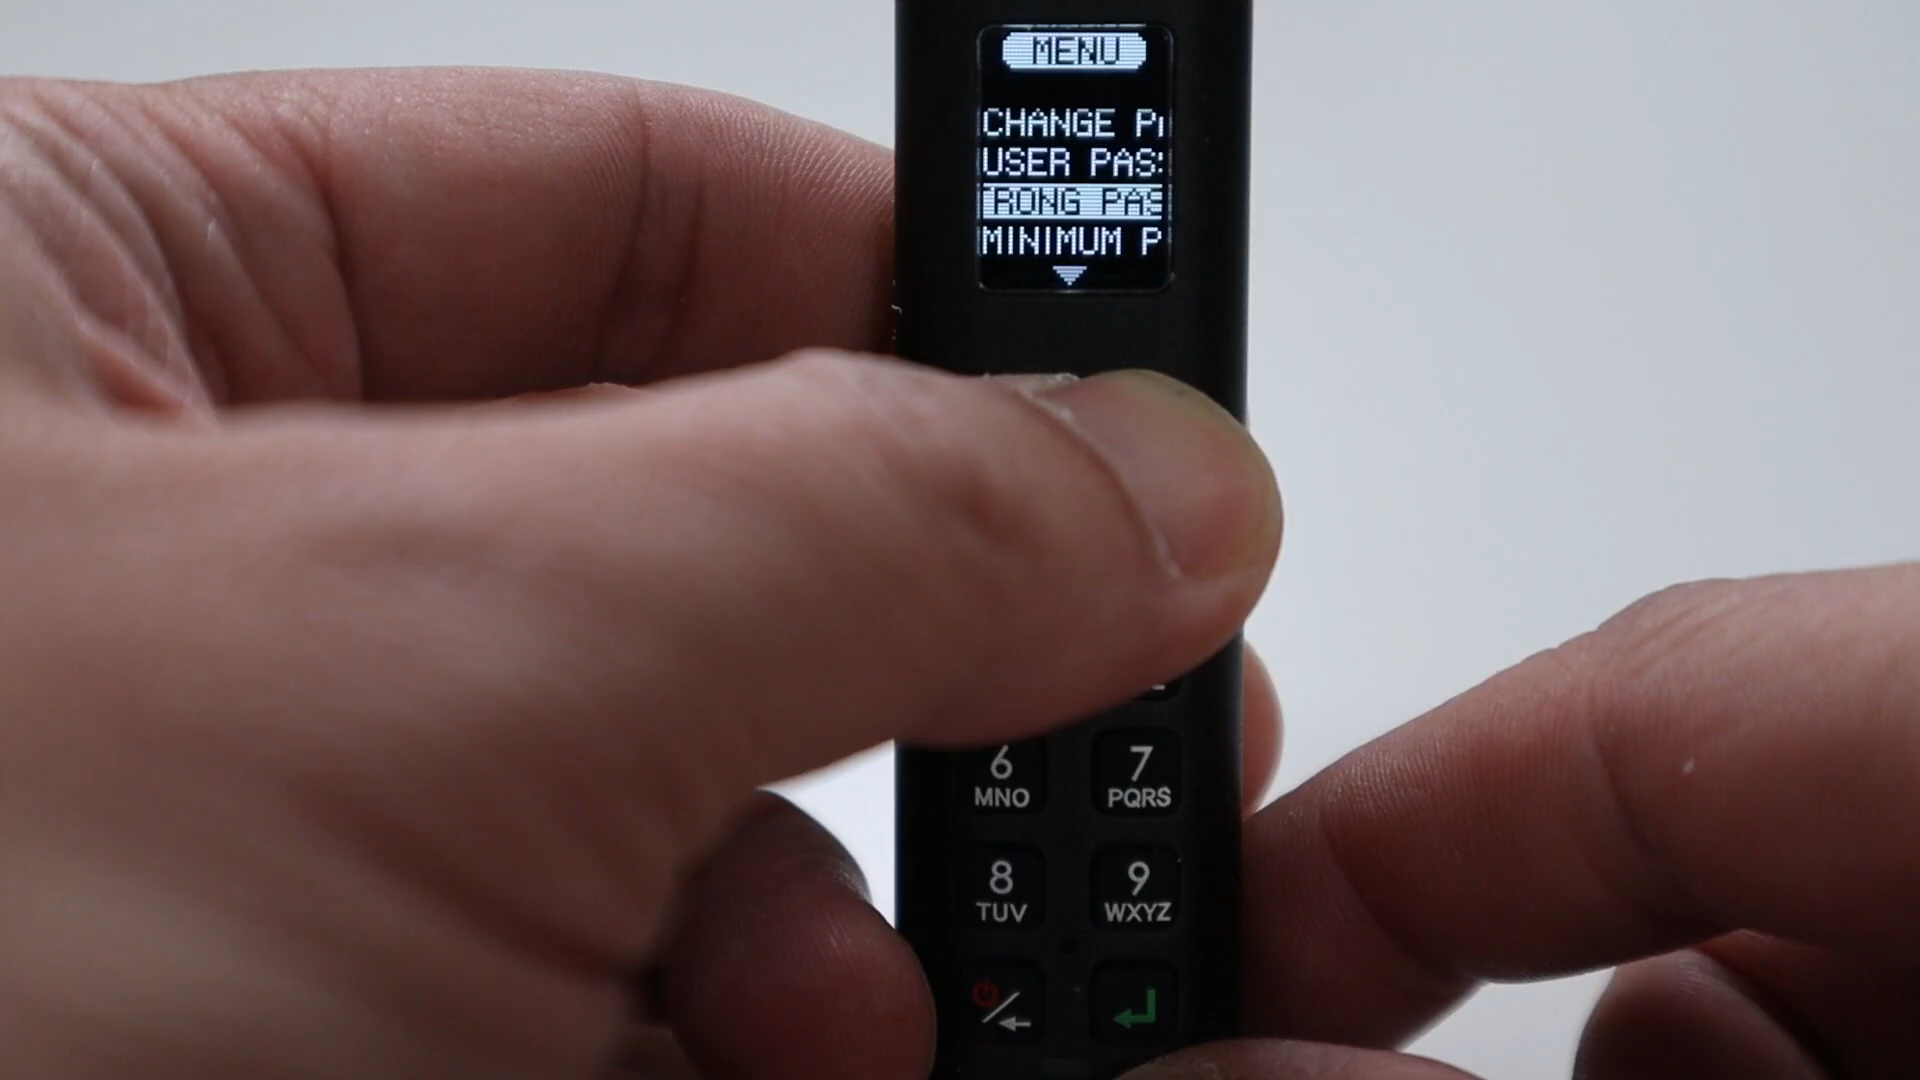 MENU
CHANGE
USER PAS
RONG PAS
MINIMUM P
6
MNO
7
PQRS
8
TUV
9
WXYZ